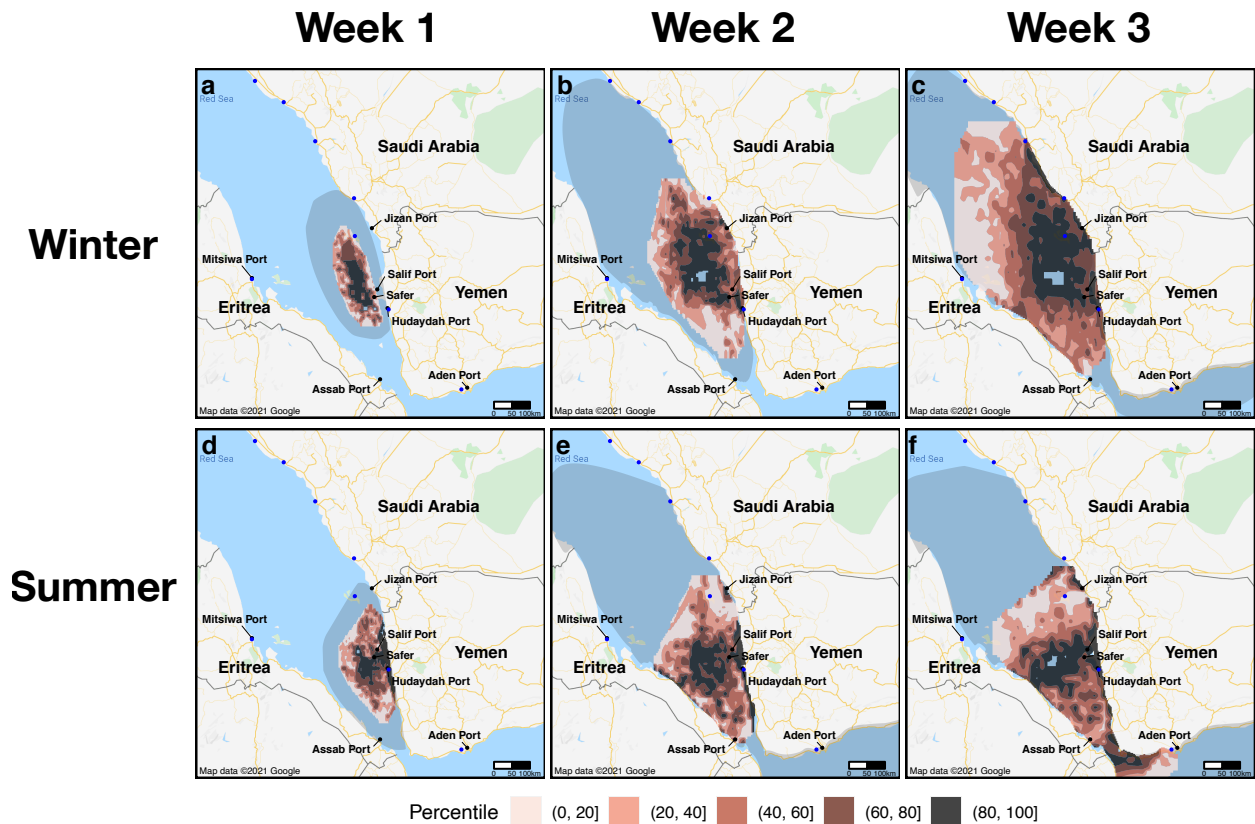 Week 1
Week 2
Week 3
Winter
a
Red Sea
Saudi Arabia
Jizan Port
Mitsiwa Port
Salif Port
Safer
Eritrea
Yemen
Hudaydah Port
Assab Port
Aden Port
Map data ©2021 Google
0 50 100km
b
Red Sea
Saudi Arabia
Jizan Port
Mitsiwa Port
Salif Port
Safer
Eritrea
Yemen
Hudaydah Port
Assab Port
Aden Port
Map data ©2021 Google
0 50 100km
c
Red Sea
Saudi Arabia
Jizan Port
Mitsiwa Port
Salif Port
Safer
Eritrea
Yemen
Hudaydah Port
Assab Port
Aden Port
Map data ©2021 Google
0 50 100km
Summer
d
Red Sea
Saudi Arabia
Jizan Port
Mitsiwa Port
Salif Port
Safer
Eritrea
Yemen
Hudaydah Port
Assab Port
Aden Port
Map data ©2021 Google
0 50 100km
e
Red Sea
Saudi Arabia
Jizan Port
Mitsiwa Port
Salif Port
Safer
Eritrea
Yemen
Hudaydah Port
Assab Port
Aden Port
Map data ©2021 Google
0 50 100km
f
Red Sea
Saudi Arabia
Jizan Port
Mitsiwa Port
Salif Port
Safer
Eritrea
Yemen
Hudaydah Port
Assab Port
Aden Port
Map data ©2021 Google
0 50 100km
Percentile (0, 20] (20, 40] (40, 60] (60, 80] (80, 100]